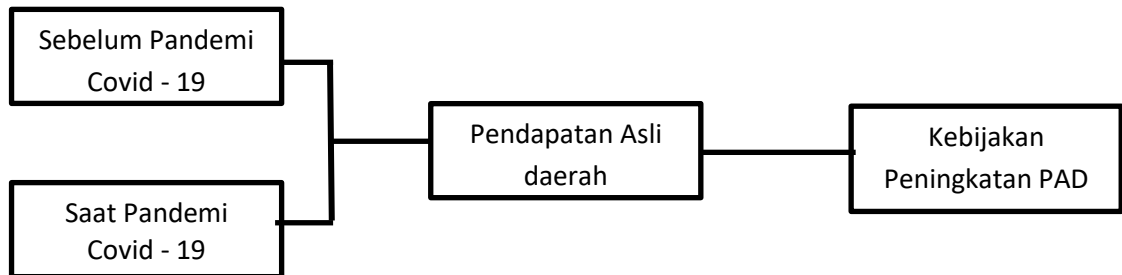 Sebelum Pandemi
Covid - 19
Pendapatan Asli
daerah
Kebijakan
Peningkatan PAD
Saat Pandemi
Covid - 19